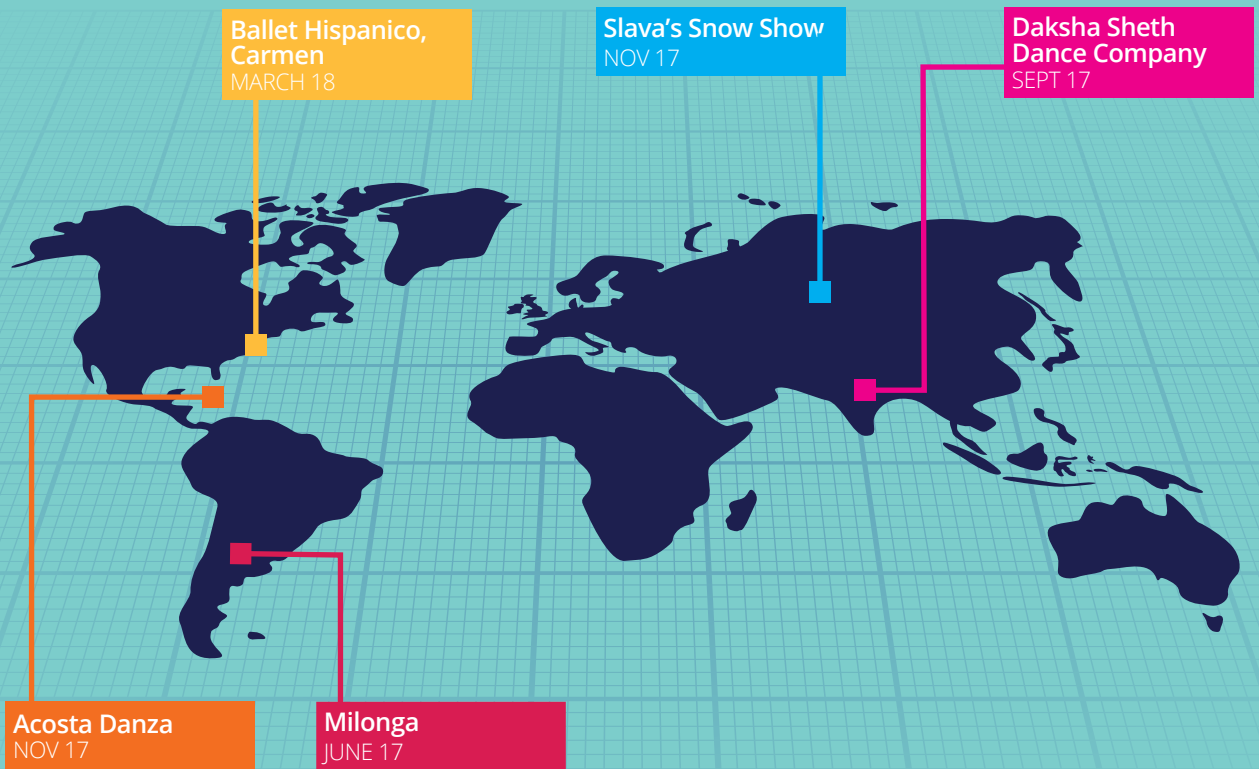 Ballet Hispanico,
Carmen
MARCH 18
Slava's Snow Show
NOV 17
Daksha Sheth
Dance Company
SEPT 17
Acosta Danza
NOV 17
Milonga
JUNE 17